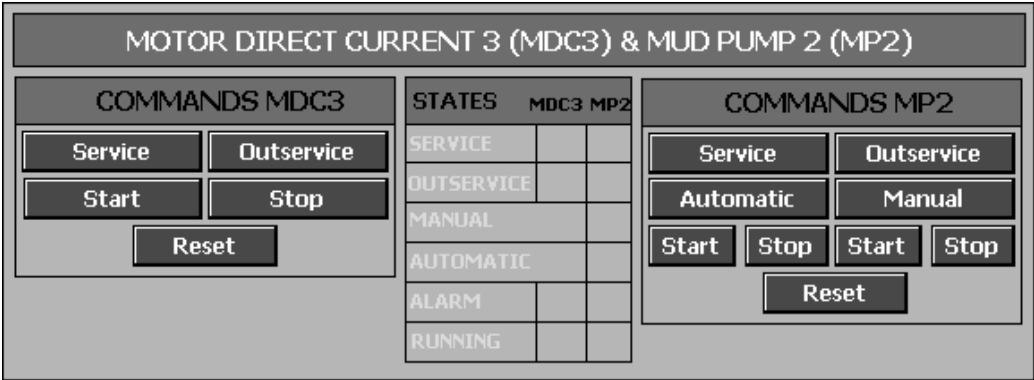 MOTOR DIRECT CURRENT 3 (MDC3) & MUD PUMP 2 (MP2)
COMMANDS MDC3
Service Outservice
Start Stop
Reset
STATES MDC3 MP2
SERVICE
OUTSERVICE
MANUAL
AUTOMATIC
ALARM
RUNNING
COMMANDS MP2
Service Outservice
Automatic Manual
Start Stop Start Stop
Reset